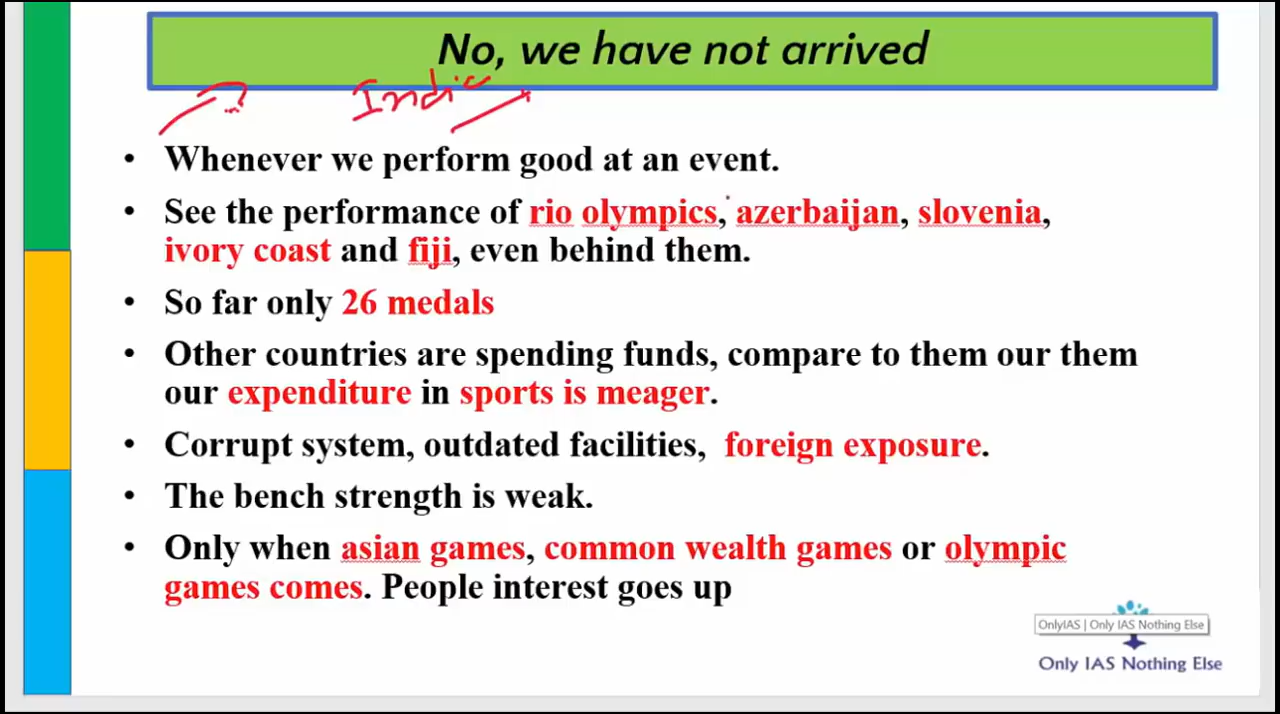 No, we have not arrived
India
• Whenever we perform good at an event.
• See the performance of rio olympics, azerbaijan, slovenia,
ivory coast and fiji, even behind them.
• So far only 26 medals
• Other countries are spending funds, compare to them our them
our expenditure in sports is meager.
• Corrupt system, outdated facilities, foreign exposure.
• The bench strength is weak.
• Only when asian games, common wealth games or olympic
games comes. People interest goes up
OnlyIAS | Only IAS Nothing Else
Only IAS Nothing Else